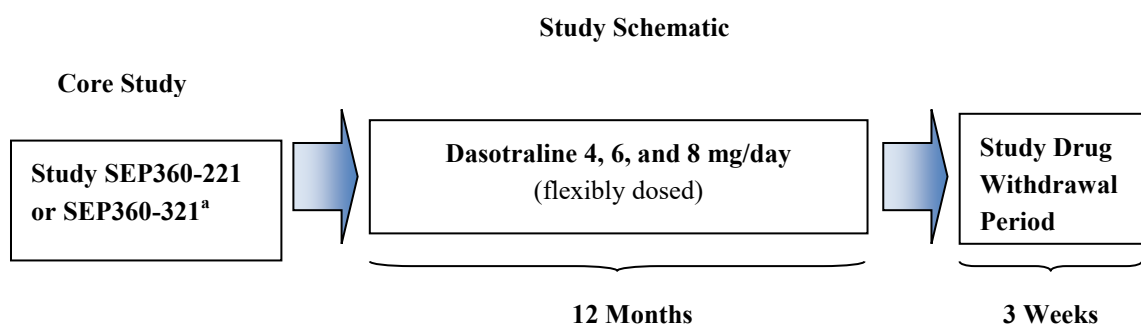 Study Schematic
Core Study
Study SEP360-221
or SEP360-321a
Dasotraline 4, 6, and 8 mg/day
(flexibly dosed)
Study Drug
Withdrawal
Period
12 Months
3 Weeks